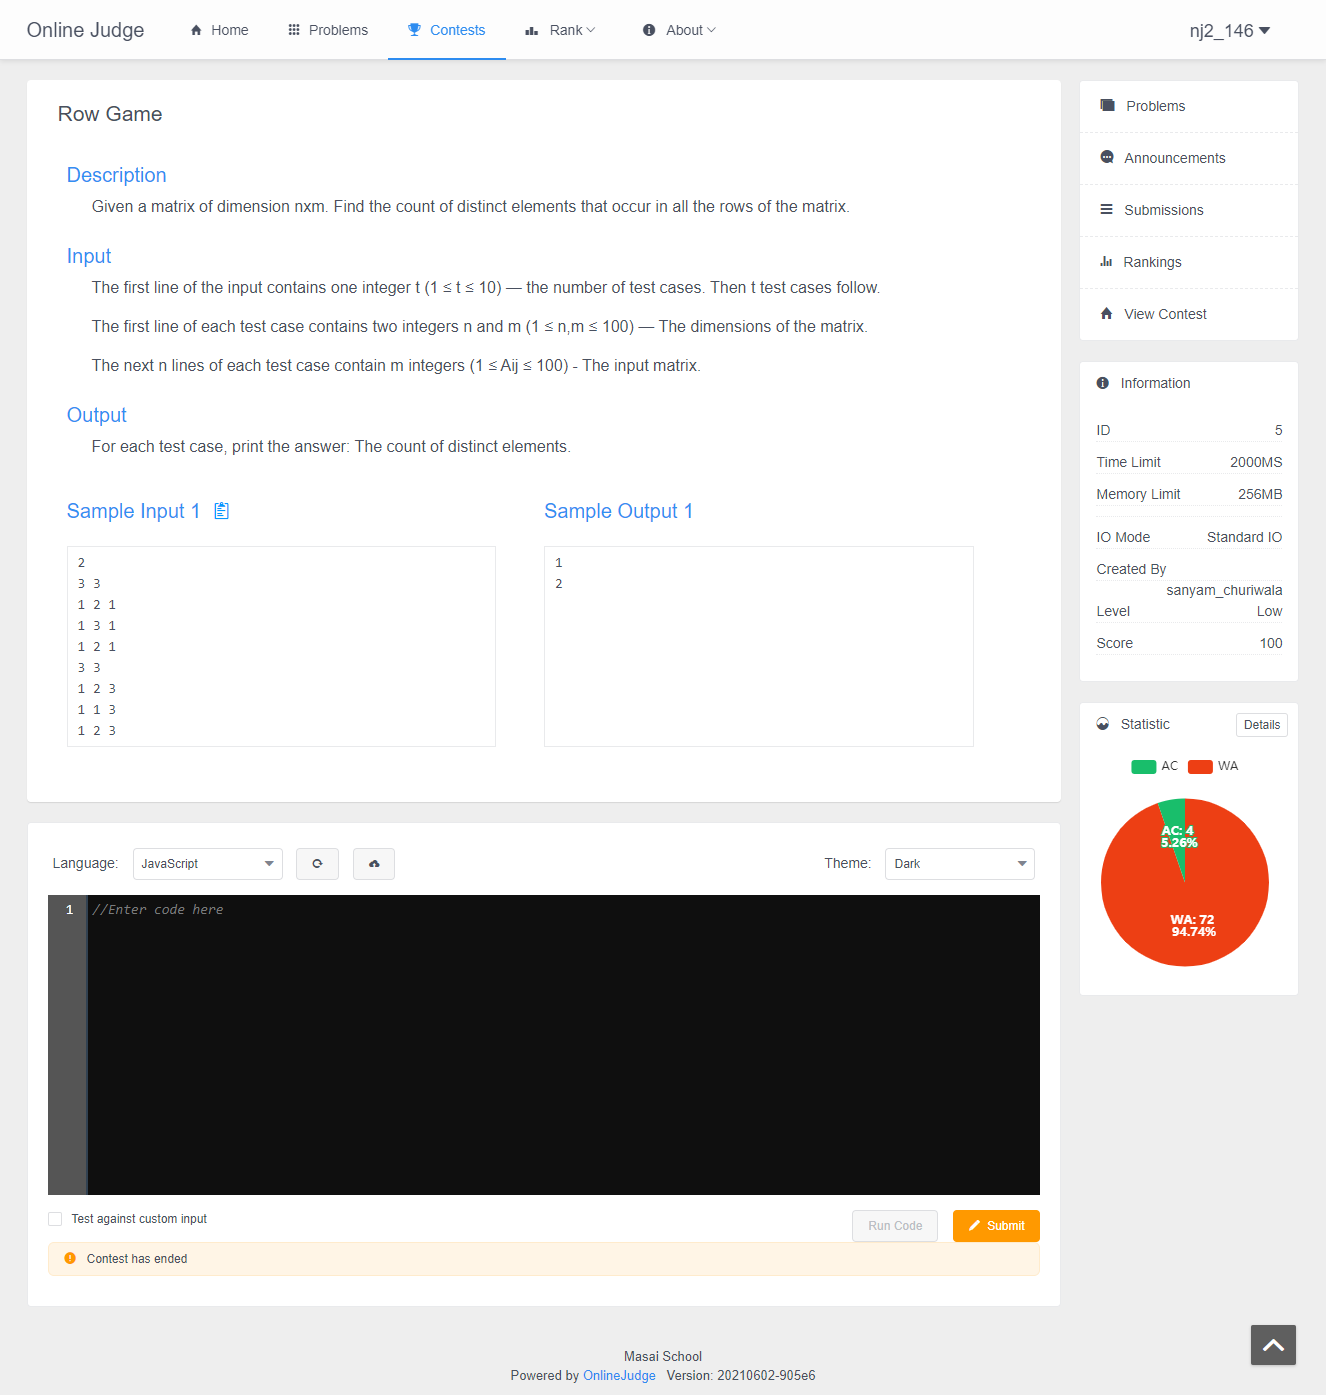 Online Judge
Home
Problems
Contests
Rank
About
nj2_146
Row Game
Description
Given a matrix of dimension nxm. Find the count of distinct elements that occur in all the rows of the matrix.
Input
The first line of the input contains one integer t (1 ≤ t ≤ 10) — the number of test cases. Then t test cases follow.
The first line of each test case contains two integers n and m (1 ≤ n,m ≤ 100) — The dimensions of the matrix.
The next n lines of each test case contain m integers (1 ≤ Aij ≤ 100) - The input matrix.
Output
For each test case, print the answer: The count of distinct elements.
Sample Input 1
2
3 3
1 2 1
1 3 1
1 2 1
3 3
1 2 3
1 1 3
1 2 3
Sample Output 1
1
2
Language:
JavaScript
Theme:
Dark
1 //Enter code here
Test against custom input
Run Code
Submit
Contest has ended
Problems
Announcements
Submissions
Rankings
View Contest
Information
ID 5
Time Limit 2000MS
Memory Limit 256MB
IO Mode Standard IO
Created By
sanyam_churiwala
Level Low
Score 100
Statistic
Details
AC WA
AC: 4
5.26%
WA: 72
94.74%
Masai School
Powered by OnlineJudge Version: 20210602-905e6